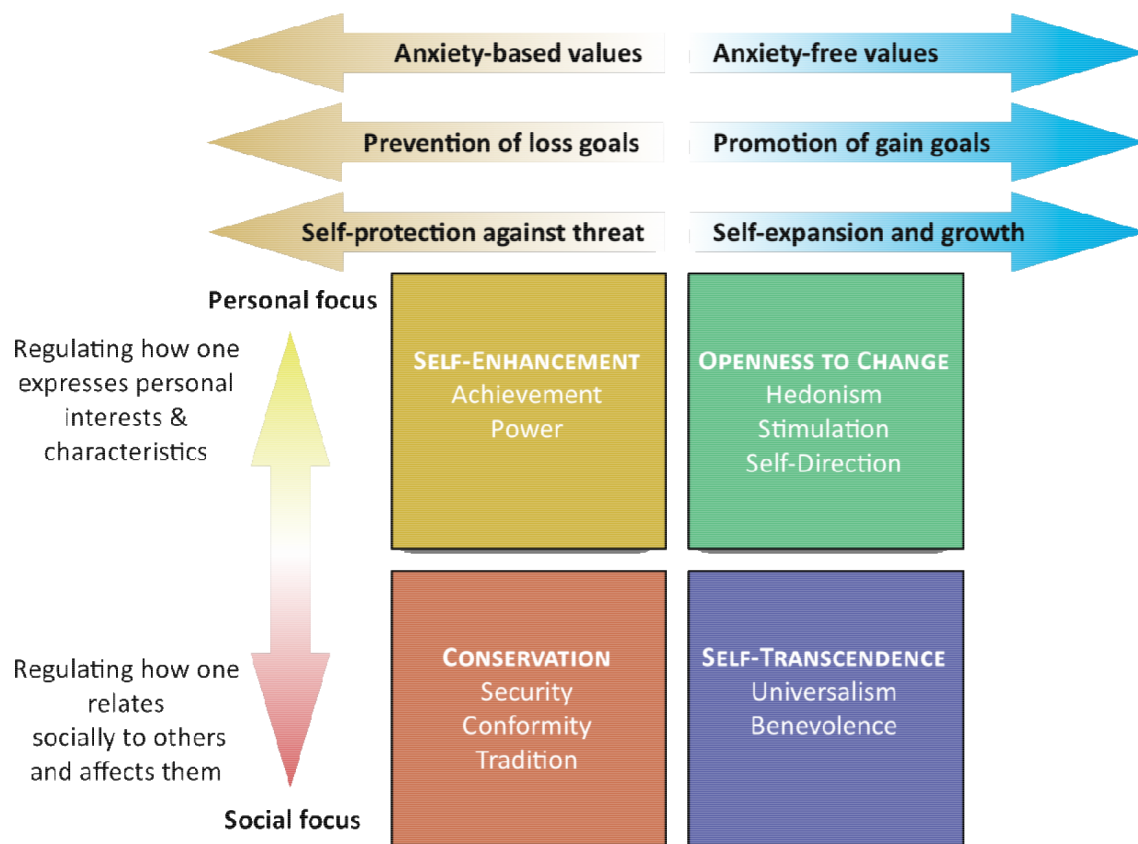 Anxiety-based values
Anxiety-free values
Prevention of loss goals
Promotion of gain goals
Self-protection against threat
Self-expansion and growth
Personal focus
Regulating how one
expresses personal
interests &
characteristics
SELF-ENHANCEMENT
Achievement
Power
OPENNESS TO CHANGE
Hedonism
Stimulation
Self-Direction
Regulating how one
relates
socially to others
and affects them
Social focus
CONSERVATION
Security
Conformity
Tradition
SELF-TRANSCENDENCE
Universalism
Benevolence